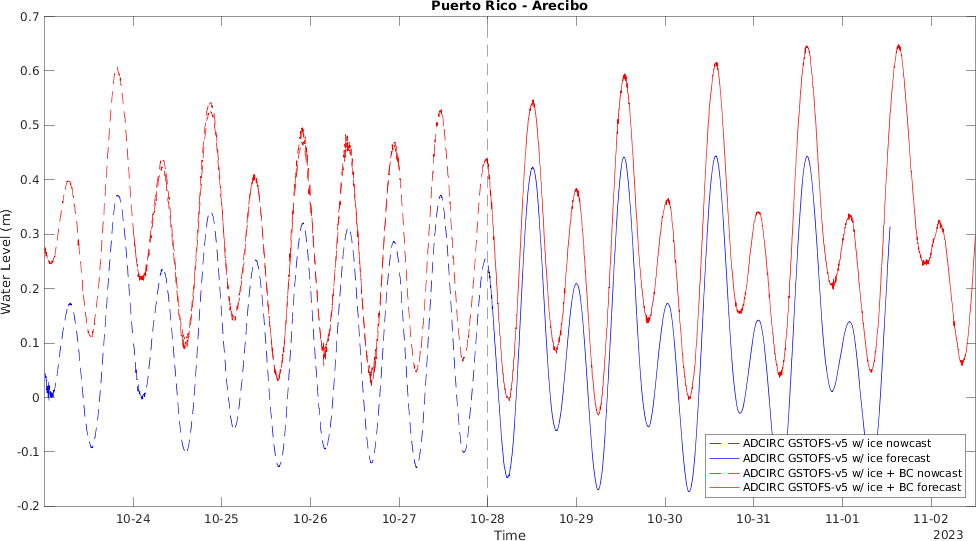 Puerto Rico - Arecibo
0.7
0.6
0.5
0.4
0.3
0.2
0.1
0
-0.1
-0.2
Water Level (m)
10-24 10-25 10-26 10-27 10-28 10-29 10-30 10-31 11-01 11-02
Time
2023
ADCIRC GSTOFS-v5 w/ ice nowcast
ADCIRC GSTOFS-v5 w/ ice forecast
ADCIRC GSTOFS-v5 w/ ice + BC nowcast
ADCIRC GSTOFS-v5 w/ ice + BC forecast